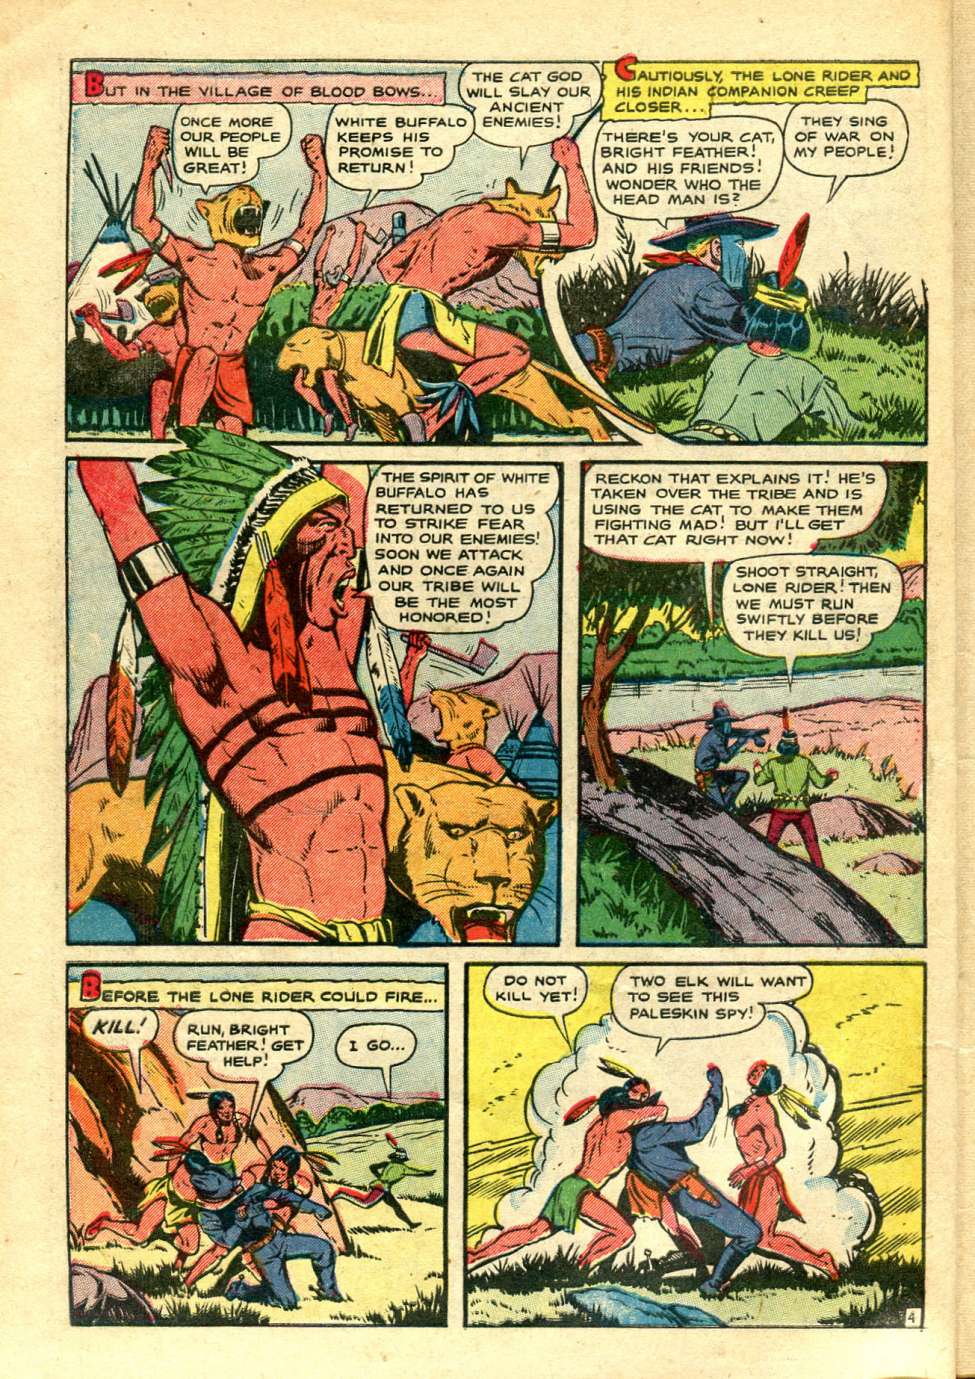 BUT IN THE VILLAGE OF BLOOD BOWS...
ONCE MORE
OUR PEOPLE
WILL BE
GREAT!
WHITE BUFFALO
KEEPS HIS
PROMISE TO
RETURN!
THE CAT GOD
WILL SLAY OUR
ANCIENT
ENEMIES!
CAUTIOUSLY, THE LONE RIDER AND
HIS INDIAN COMPANION CREEP
CLOSER...
THERE'S YOUR CAT,
BRIGHT FEATHER!
AND HIS FRIENDS!
WONDER WHO THE
HEAD MAN IS?
THEY SING
OF WAR ON
MY PEOPLE!
THE SPIRIT OF WHITE
BUFFALO HAS
RETURNED TO US
TO STRIKE FEAR
INTO OUR ENEMIES!
SOON WE ATTACK
AND ONCE AGAIN
OUR TRIBE WILL
BE THE MOST
HONORED!
RECKON THAT EXPLAINS IT! HE'S
TAKEN OVER THE TRIBE AND IS
USING THE CAT TO MAKE THEM
FIGHTING MAD! BUT I'LL GET
THAT CAT RIGHT NOW!
SHOOT STRAIGHT,
LONE RIDER! THEN
WE MUST RUN
SWIFTLY BEFORE
THEY KILL US!
BEFORE THE LONE RIDER COULD FIRE...
KILL!
RUN, BRIGHT
FEATHER! GET
HELP!
I GO...
DO NOT
KILL YET!
TWO ELK WILL WANT
TO SEE THIS
PALESKIN SPY!
4